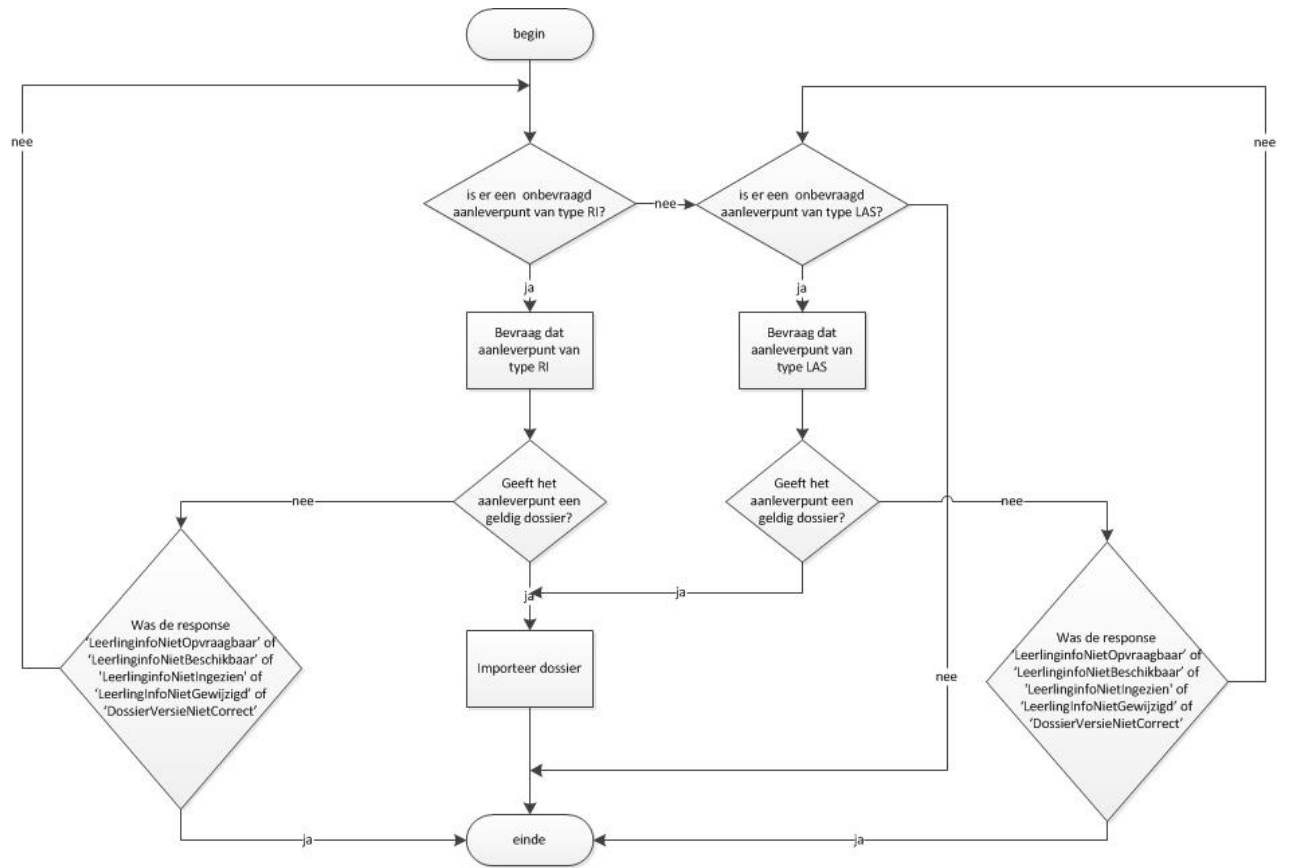 begin
nee
nee
is er een onbevraagd
aanleverpunt van type RI?
nee
is er een onbevraagd
aanleverpunt van type LAS?
ja
ja
Bevraag dat
aanleverpunt van
type RI
Bevraag dat
aanleverpunt van
type LAS
nee
Geeft het
aanleverpunt een
geldig dossier?
Geeft het
aanleverpunt een
geldig dossier?
nee
ja
ja
Was de response
‘LeerlinginfoNietOpvraagbaar’ of
‘LeerlinginfoNietBeschikbaar’ of
'LeerlinginfoNietIngezien' of
‘LeerlingInfoNietGewijzigd’ of
‘DossierVersieNietCorrect’
Importeer dossier
nee
Was de response
‘LeerlinginfoNietOpvraagbaar’ of
‘LeerlinginfoNietBeschikbaar’ of
'LeerlinginfoNietIngezien' of
‘LeerlingInfoNietGewijzigd’ of
‘DossierVersieNietCorrect’
ja
einde
ja